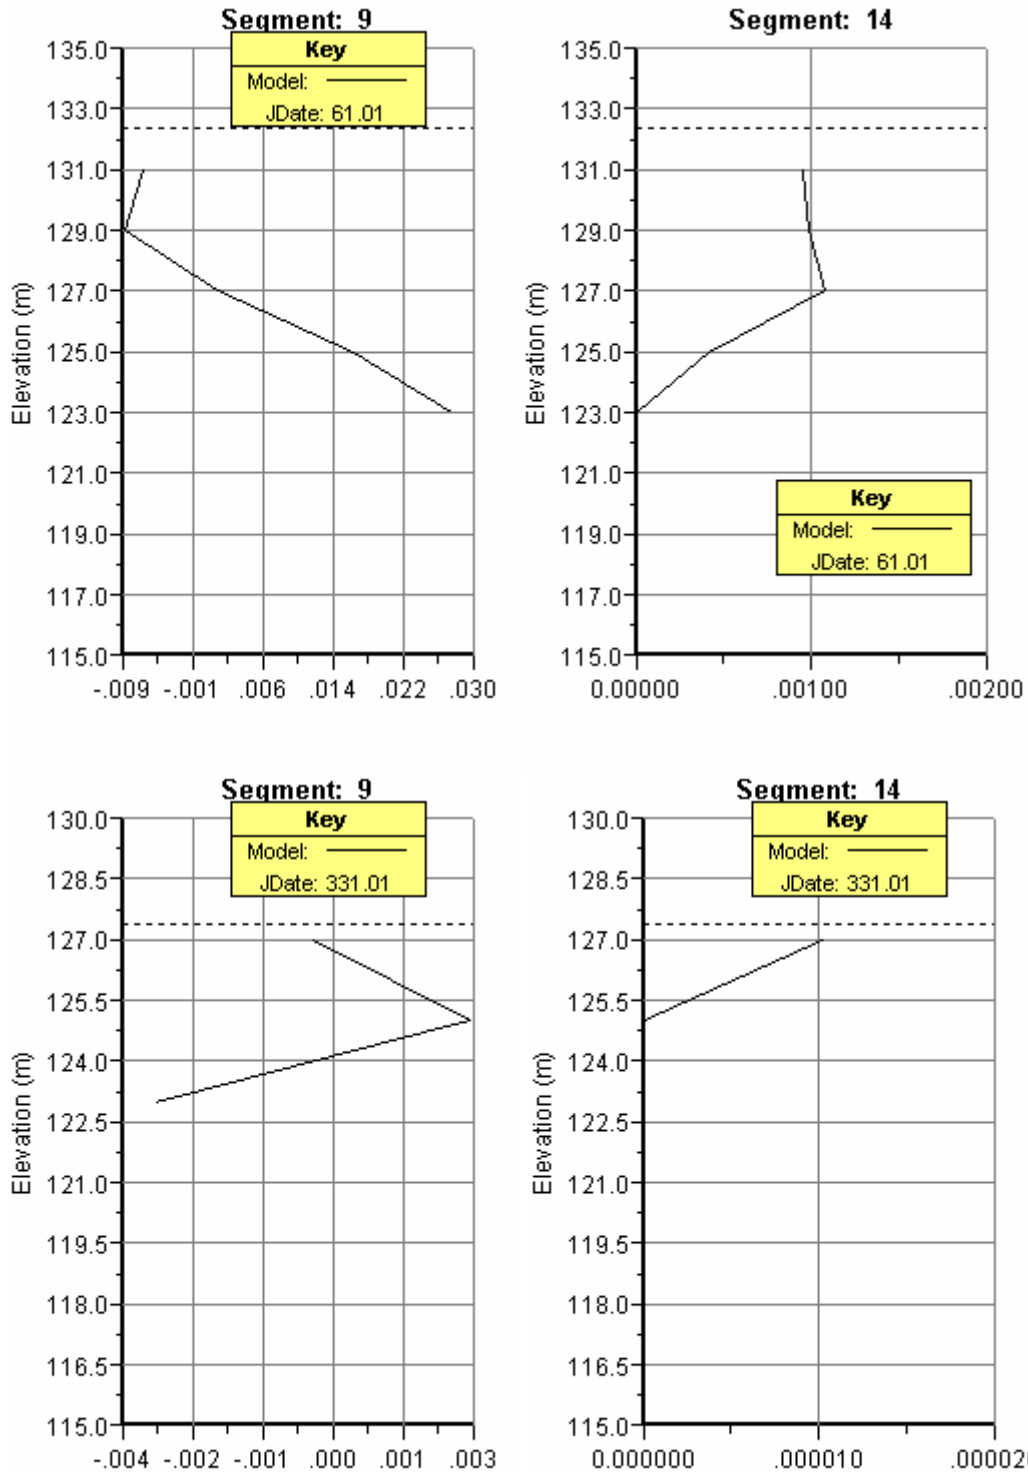 Segment: 9
Key
Model:
JDate: 61.01
135.0
133.0
131.0
129.0
127.0
125.0
123.0
121.0
119.0
117.0
115.0
Elevation (m)
-.009 -.001 .006 .014 .022 .030
Segment: 14
135.0
133.0
131.0
129.0
127.0
125.0
123.0
121.0
119.0
117.0
115.0
Elevation (m)
Key
Model:
JDate: 61.01
0.00000 .00100 .00200
Segment: 9
Key
Model:
JDate: 331.01
130.0
128.5
127.0
125.5
124.0
122.5
121.0
119.5
118.0
116.5
115.0
Elevation (m)
-.004 -.002 -.001 .000 .001 .003
Segment: 14
Key
Model:
JDate: 331.01
130.0
128.5
127.0
125.5
124.0
122.5
121.0
119.5
118.0
116.5
115.0
Elevation (m)
0.000000 .000010